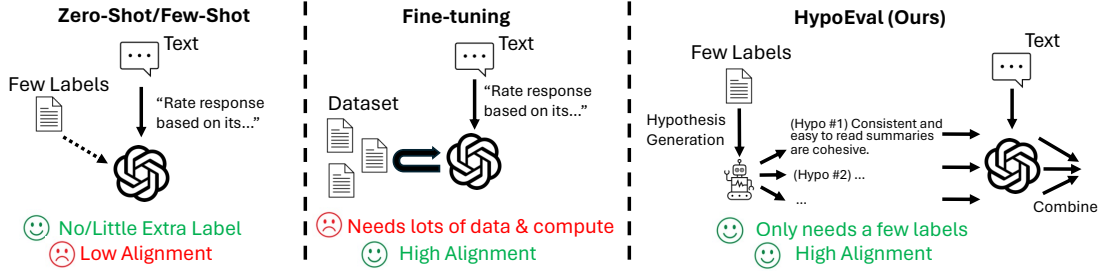 Zero-Shot/Few-Shot
Text
Few Labels
“Rate response
based on its...”
No/Little Extra Label
Low Alignment
Fine-tuning
Text
Dataset
“Rate response
based on its...”
Needs lots of data & compute
High Alignment
HypoEval (Ours)
Few Labels
Text
Hypothesis
Generation
(Hypo #1) Consistent and
easy to read summaries
are cohesive.
(Hypo #2) ...
...
Combine
Only needs a few labels
High Alignment